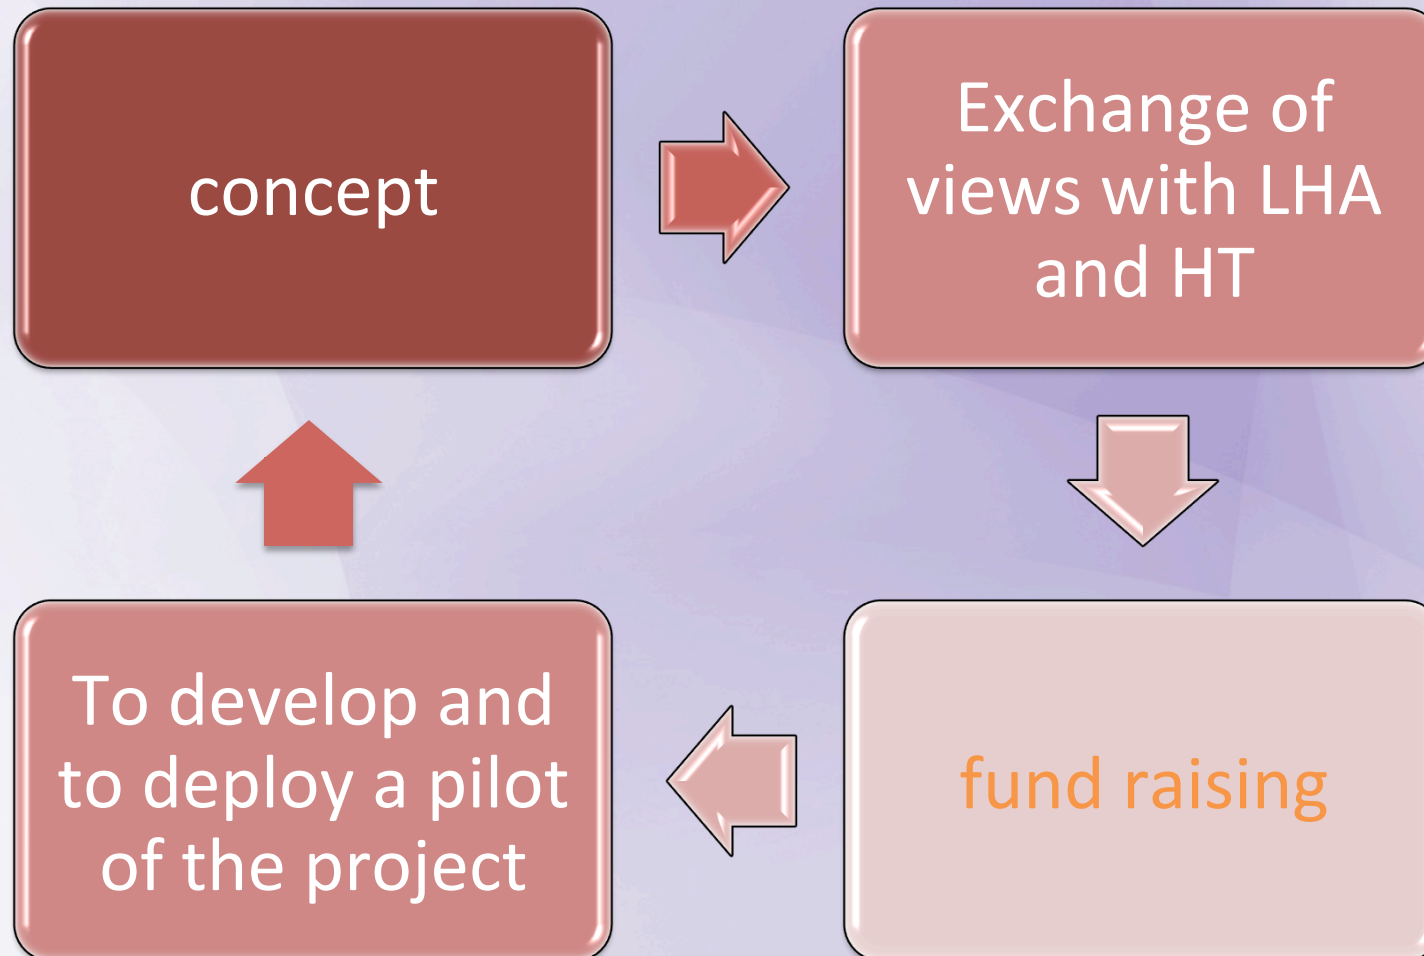 concept
Exchange of
views with LHA
and HT
To develop and
to deploy a pilot
of the project
fund raising